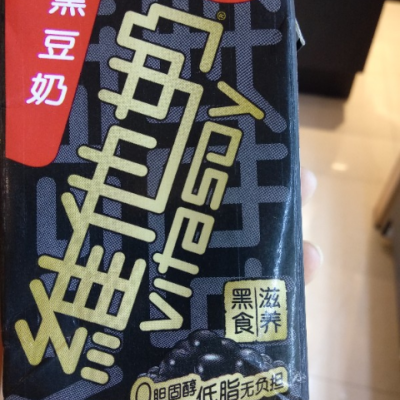 黑豆奶
维他奶®
vitasoy
黑食滋养
0胆固醇 低脂无负担